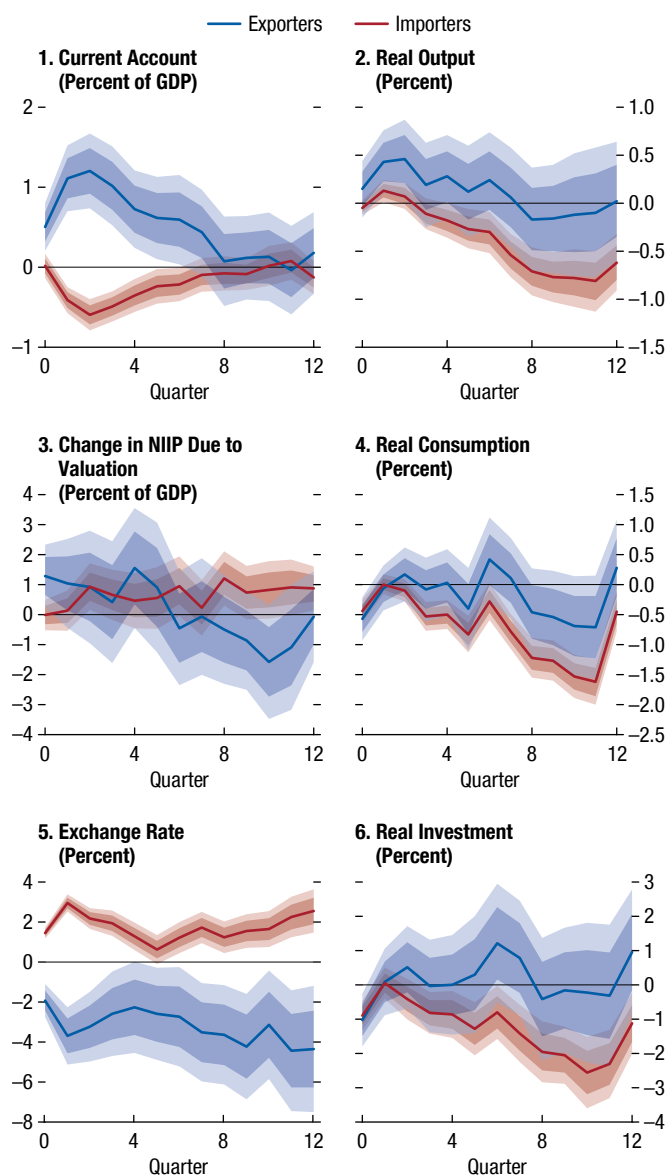 Exporters Importers
1. Current Account
(Percent of GDP)
2
1
0
–1
0 4 8 12
Quarter
2. Real Output
(Percent)
1.0
0.5
0.0
–0.5
–1.0
–1.5
0 4 8 12
Quarter
3. Change in NIIP Due to
Valuation
(Percent of GDP)
4
3
2
1
0
–1
–2
–3
–4
0 4 8 12
Quarter
4. Real Consumption
(Percent)
1.5
1.0
0.5
0.0
–0.5
–1.0
–1.5
–2.0
–2.5
0 4 8 12
Quarter
5. Exchange Rate
(Percent)
4
2
0
–2
–4
–6
–8
0 4 8 12
Quarter
6. Real Investment
(Percent)
3
2
1
0
–1
–2
–3
–4
0 4 8 12
Quarter